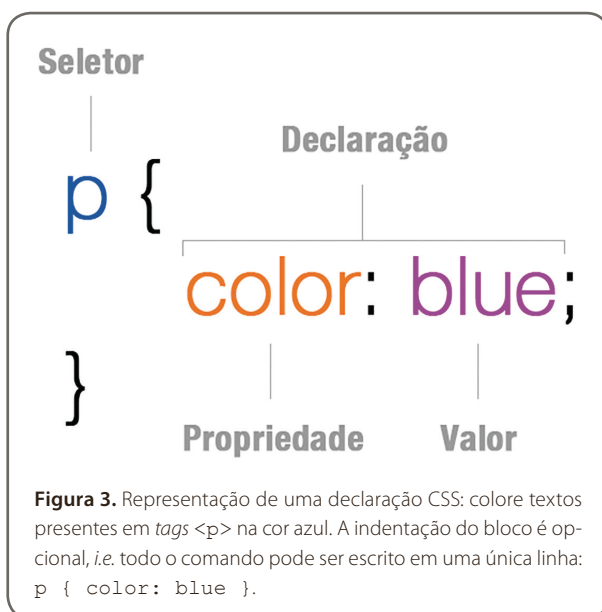 Seletor
Declaração
p {
color: blue;
}
Propriedade Valor
Figura 3. Representação de uma declaração CSS: colore textos
presentes em tags <p> na cor azul. A indentação do bloco é op-
cional, i.e. todo o comando pode ser escrito em uma única linha:
p { color: blue }.